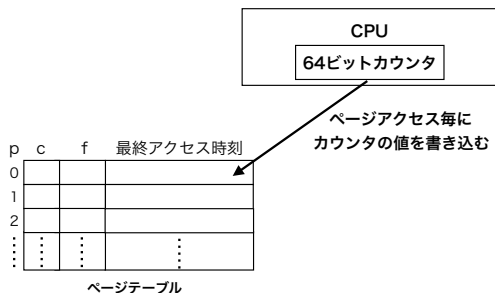 CPU
64ビットカウンタ
ページアクセス毎に
カウンタの値を書き込む
p c f 最終アクセス時刻
0
1
2
ページテーブル